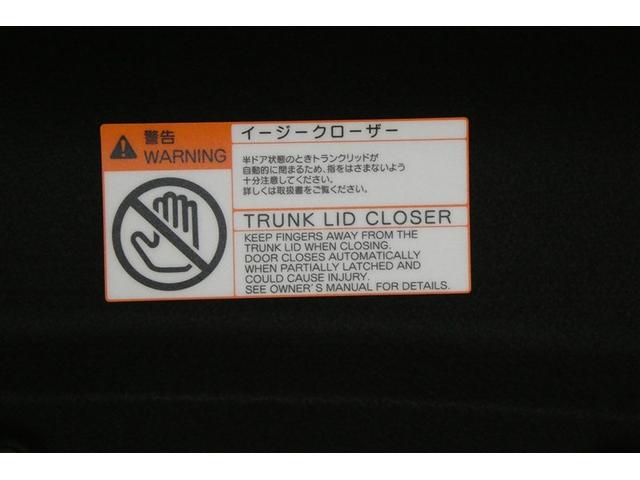 警告
WARNING
イージークローザー
半ドア状態のときトランクリッドが
自動的に閉まるため、指をはさまないよう
十分注意してください。
詳しくは取扱書をご覧ください。
TRUNK LID CLOSER
KEEP FINGERS AWAY FROM THE
TRUNK LID WHEN CLOSING.
DOOR CLOSES AUTOMATICALLY
WHEN PARTIALLY LATCHED AND
COULD CAUSE INJURY.
SEE OWNER'S MANUAL FOR DETAILS.